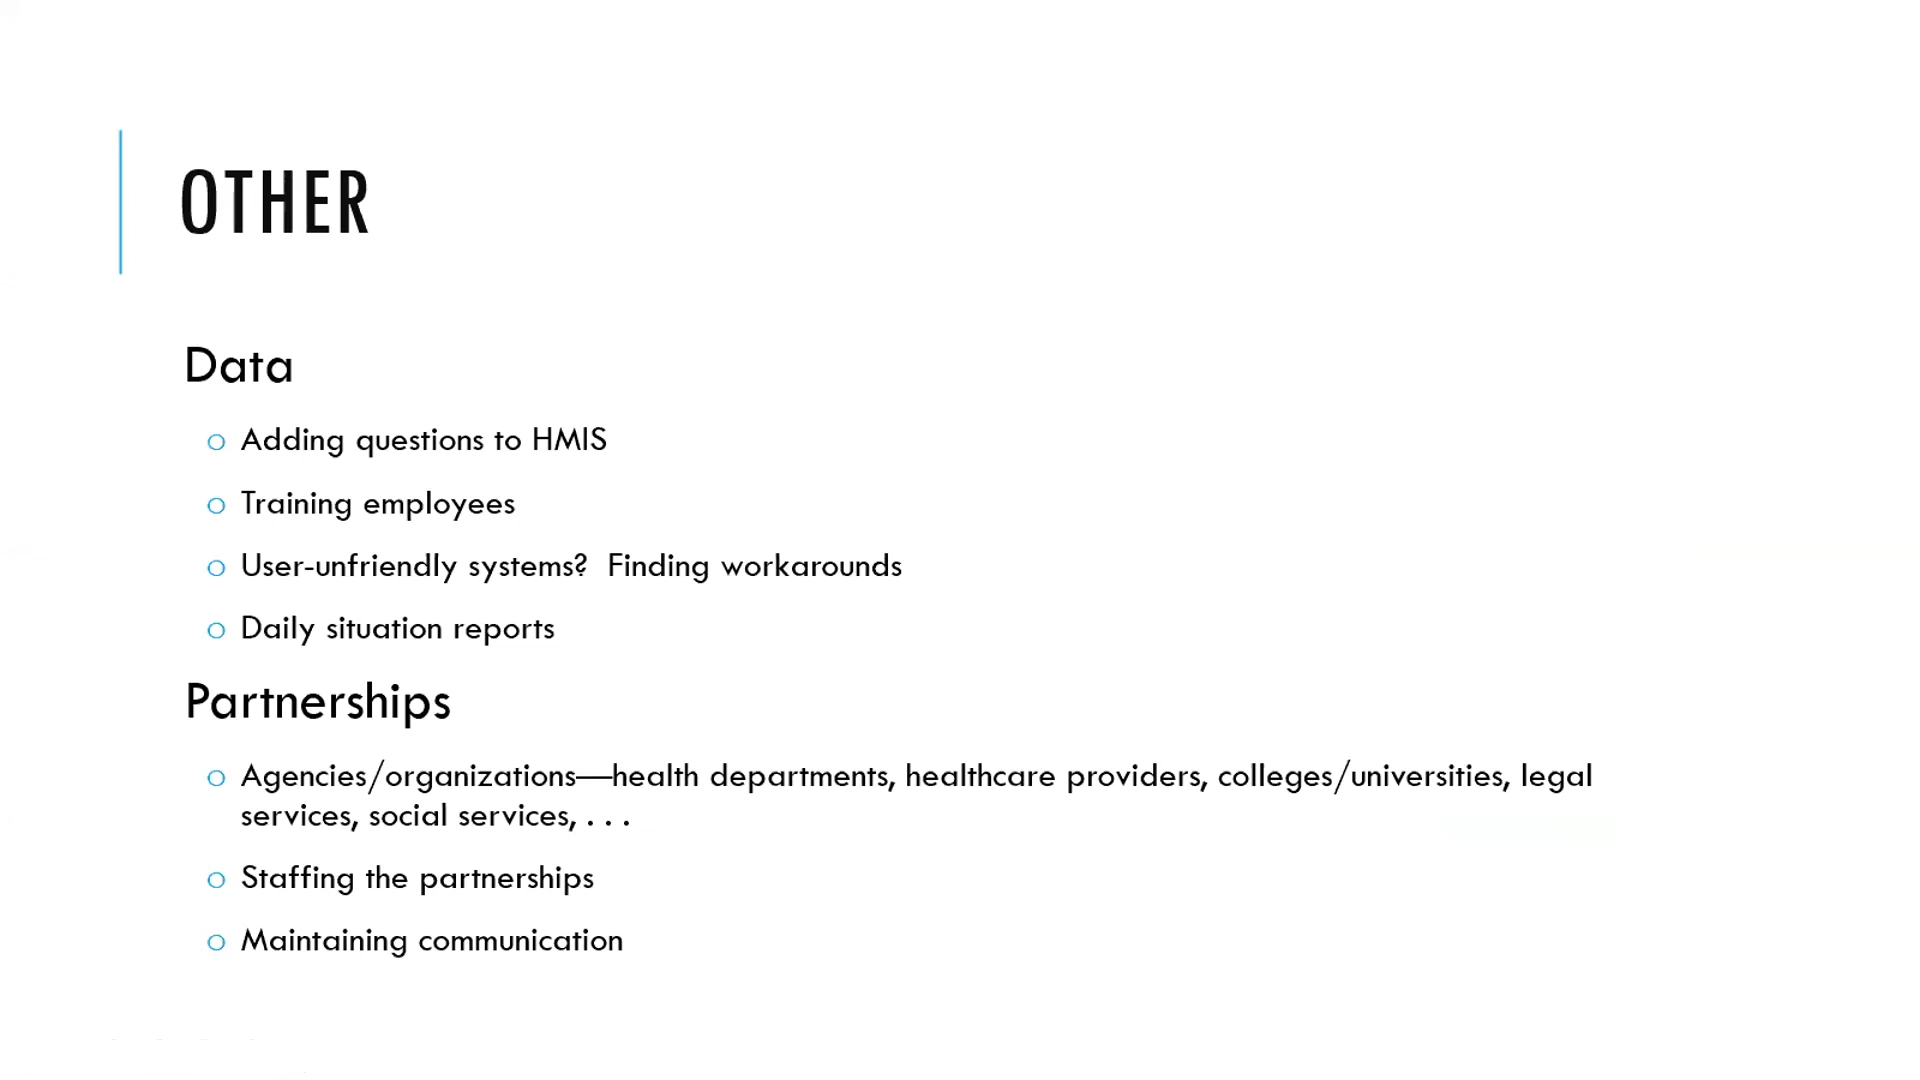 OTHER
Data
o Adding questions to HMIS
o Training employees
o User-unfriendly systems?  Finding workarounds
o Daily situation reports
Partnerships
o Agencies/organizations—health departments, healthcare providers, colleges/universities, legal
services, social services, . . .
o Staffing the partnerships
o Maintaining communication